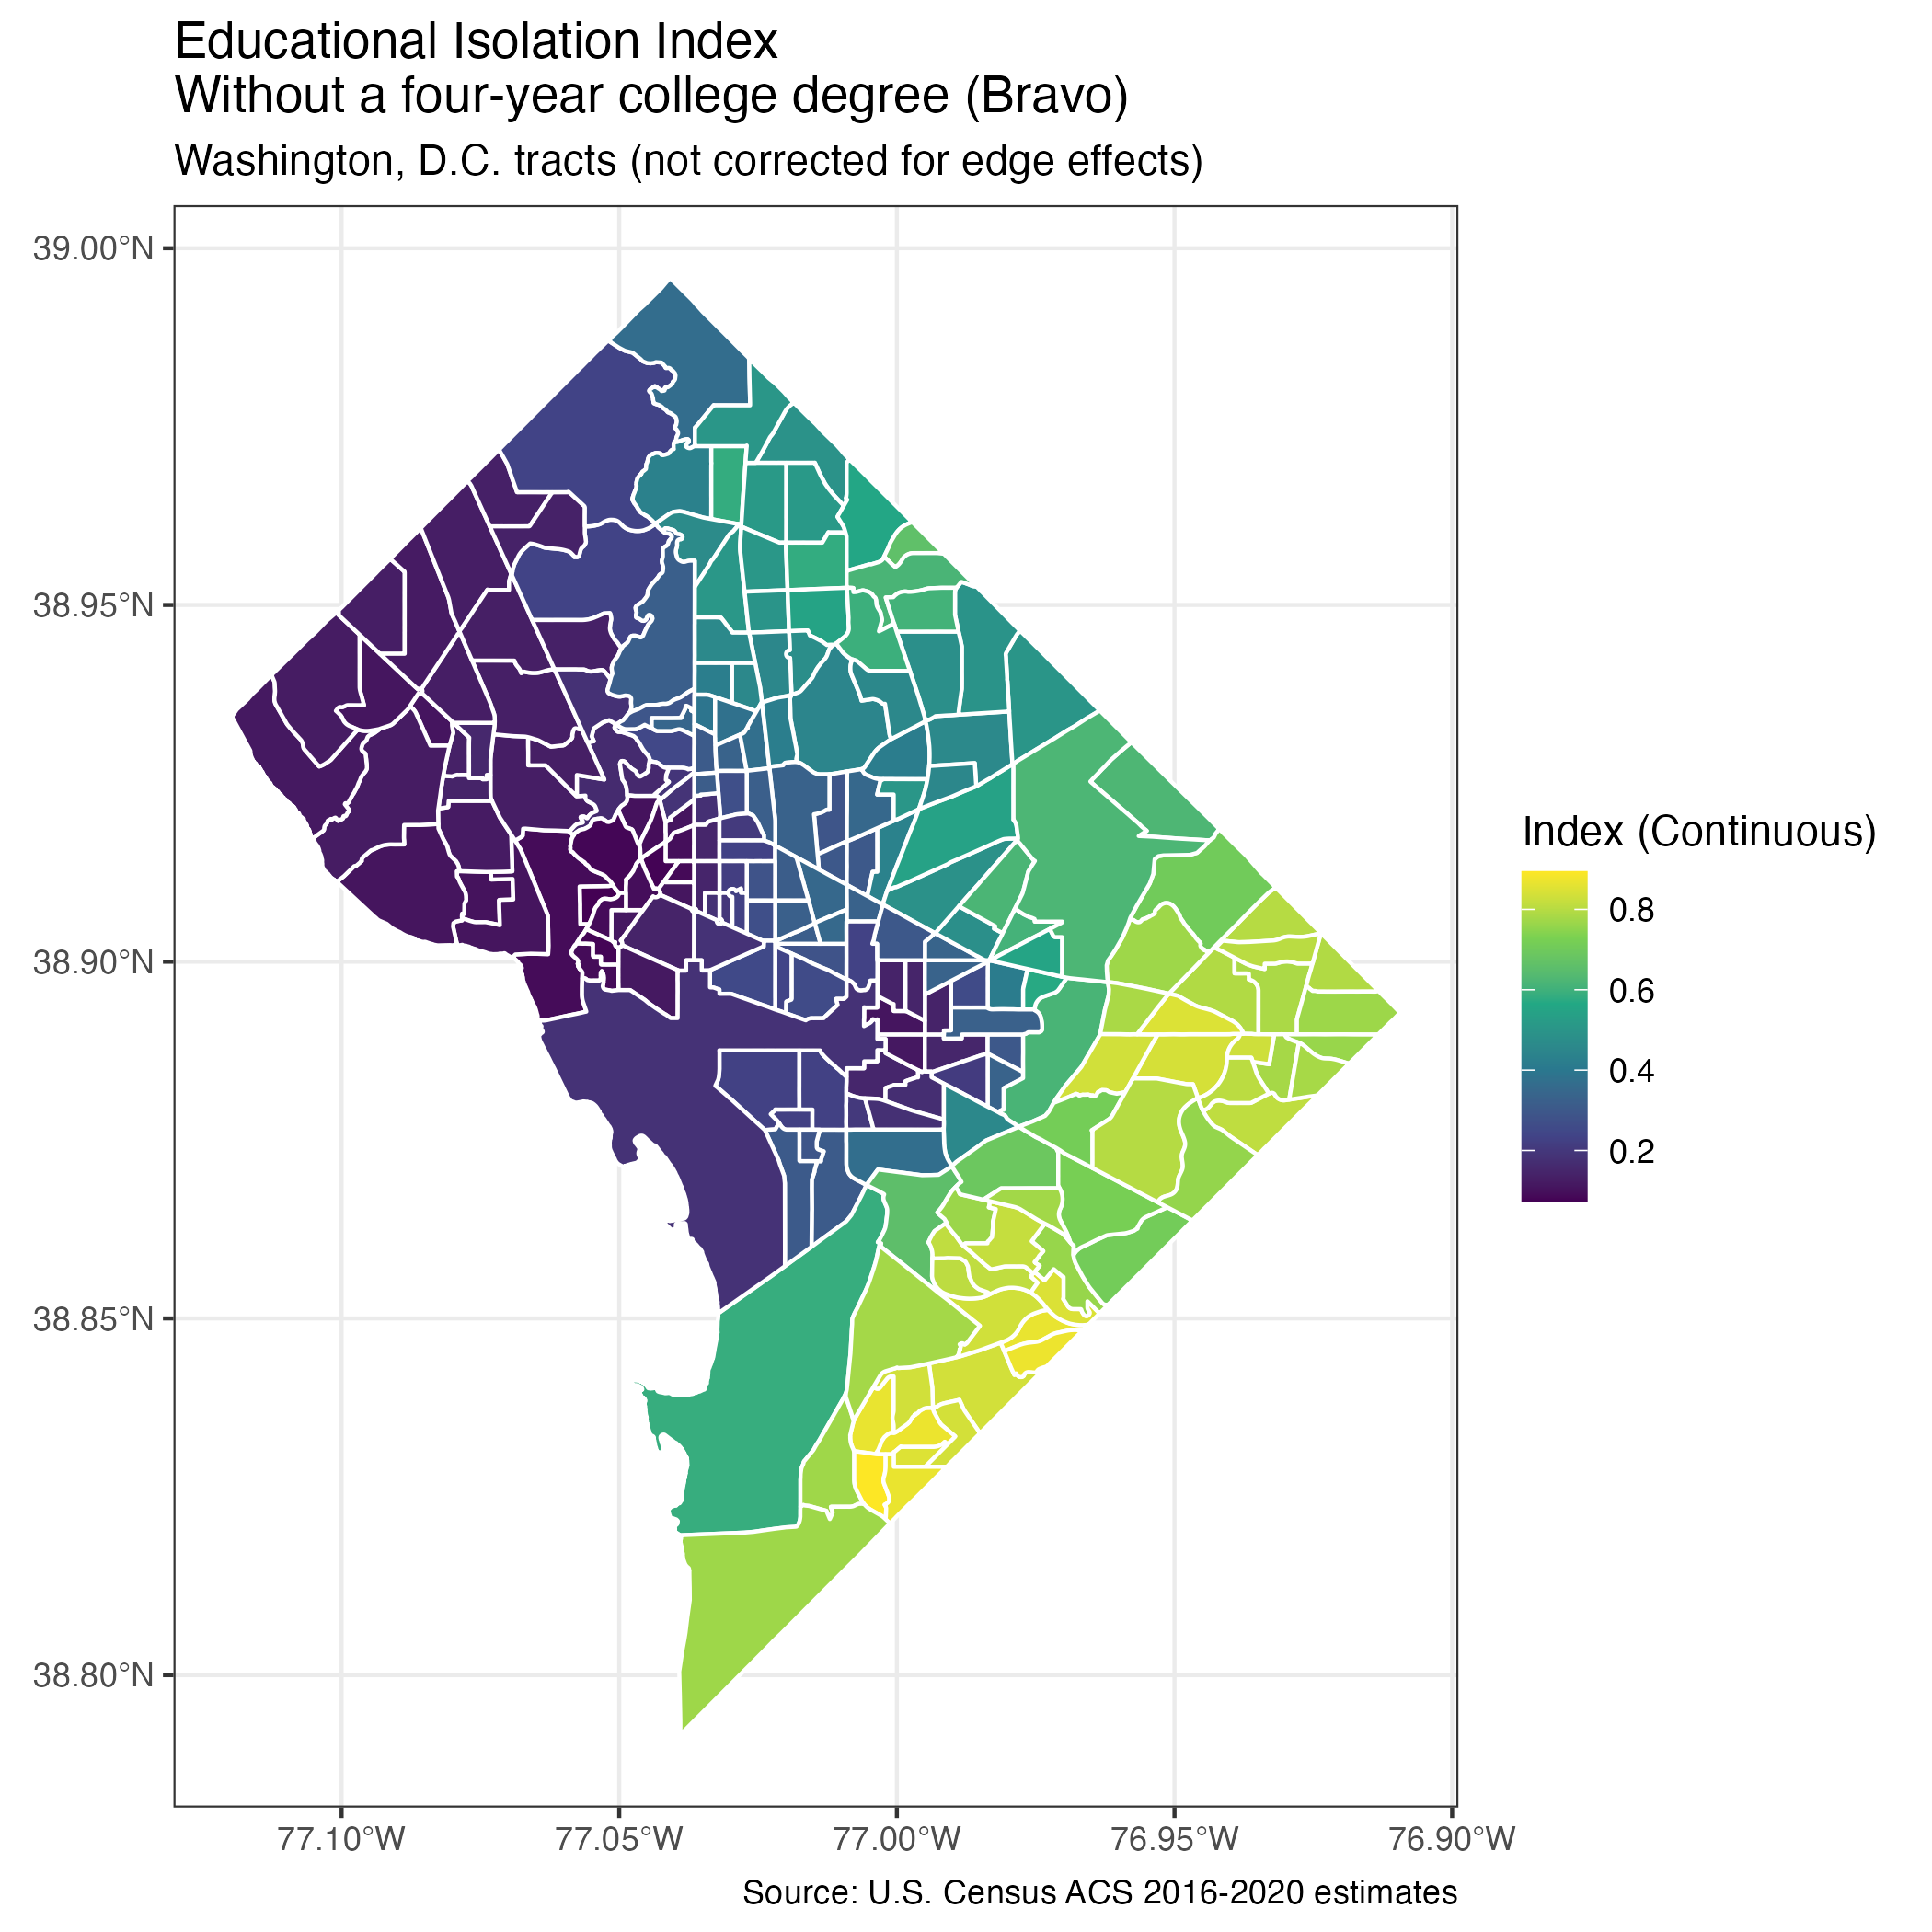 Educational Isolation Index
Without a four-year college degree (Bravo)
Washington, D.C. tracts (not corrected for edge effects)
39.00°N
38.95°N
38.90°N
38.85°N
38.80°N
77.10°W
77.05°W
77.00°W
76.95°W
76.90°W
Index (Continuous)
0.8
0.6
0.4
0.2
Source: U.S. Census ACS 2016-2020 estimates